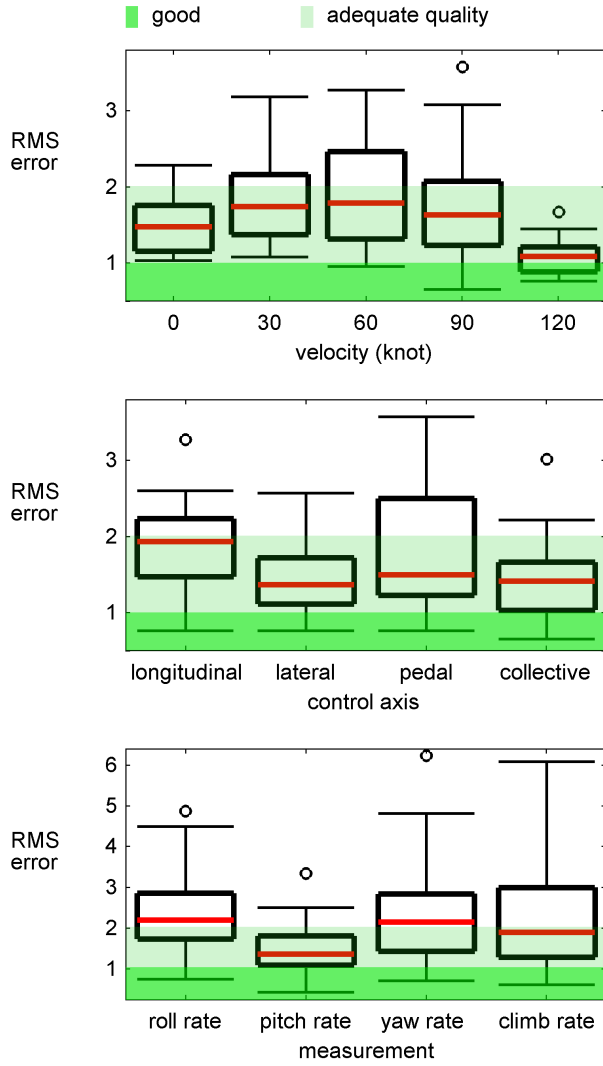 good adequate quality
3
RMS
error
2
1
0 30 60 90 120
velocity (knot)
3
RMS
error
2
1
longitudinal lateral pedal collective
control axis
6
5
RMS
error
4
3
2
1
roll rate pitch rate yaw rate climb rate
measurement